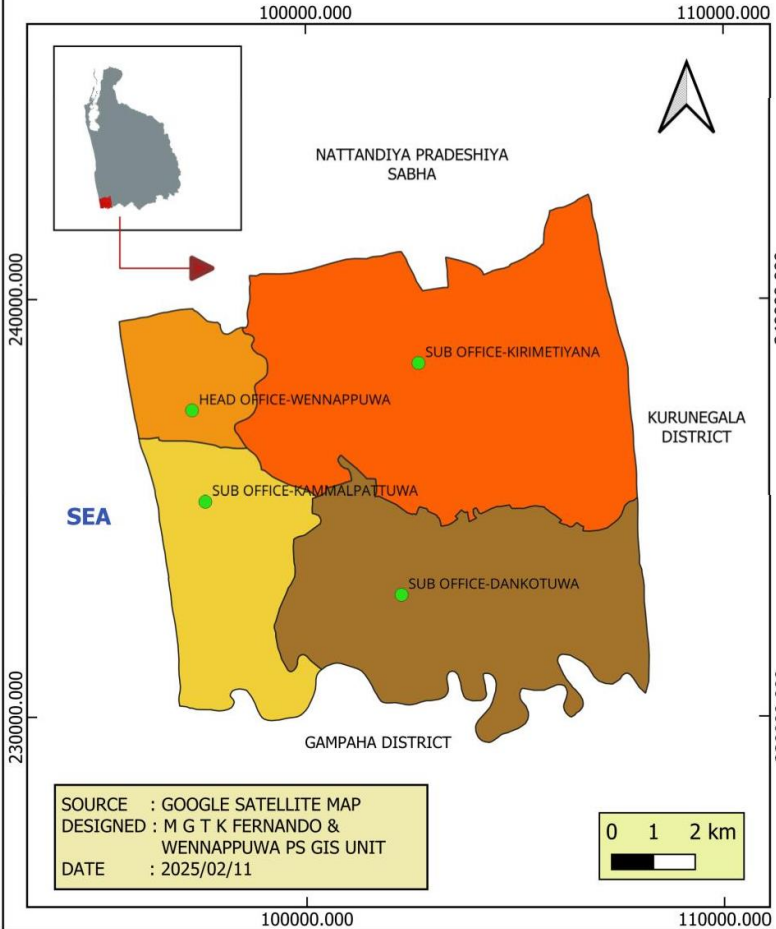 100000.000
110000.000
NATTANDIYA PRADESHIYA
SABHA
240000.000
SUB OFFICE-KIRIMETIYANA
HEAD OFFICE-WENNAPPUWA
KURUNEGALA
DISTRICT
SUB OFFICE-KAMMALPATTUWA
SEA
SUB OFFICE-DANKOTUWA
230000.000
GAMPAHA DISTRICT
SOURCE : GOOGLE SATELLITE MAP
DESIGNED : M G T K FERNANDO &
WENNAPPUWA PS GIS UNIT
DATE : 2025/02/11
0 1 2 km
100000.000
110000.000